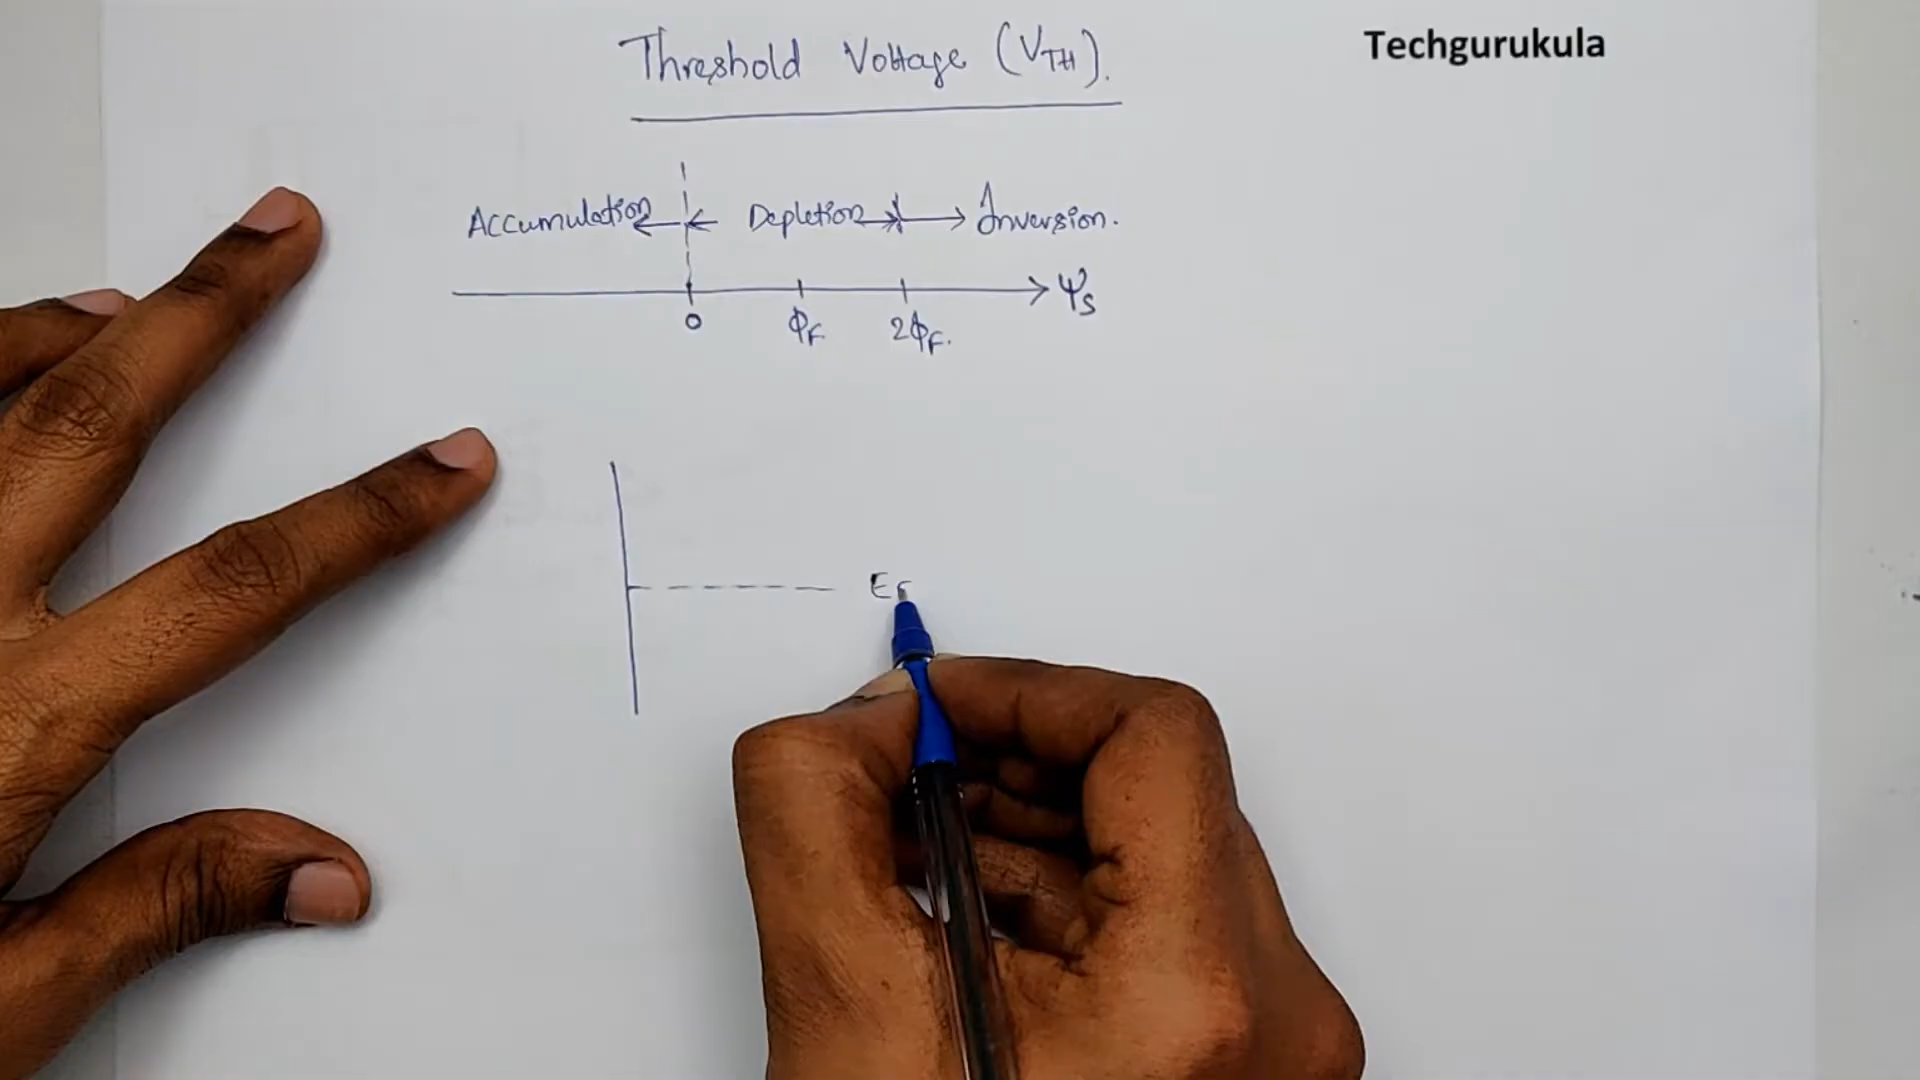 Threshold Voltage (VTH).
Techgurukula
Accumulation Depletion Inversion.
ΨS
0 ϕF 2ϕF.